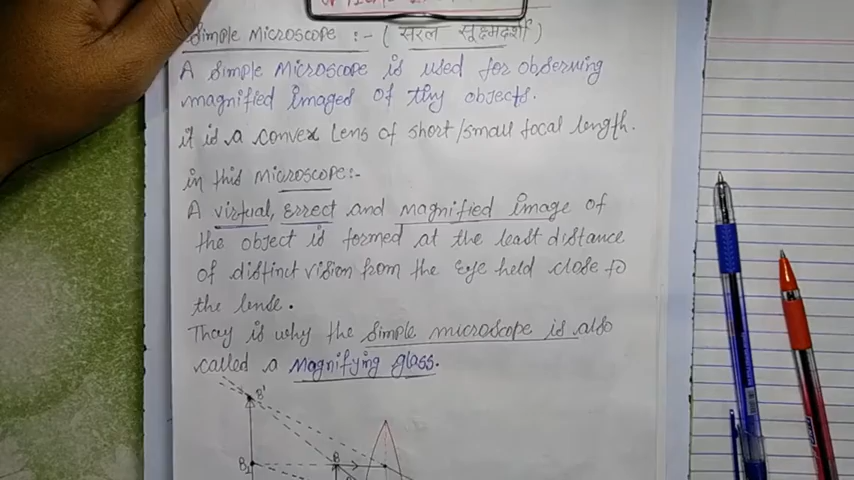 Simple Microscope :- ( सरल सूक्ष्मदर्शी )
A Simple Microscope is used for observing
magnified images of tiny objects.
it is a convex Lens of short/small focal length.
in this Microscope:-
A virtual, Errect and magnified image of
the object is formed at the least distance
of distinct vision from the Eye held close to
the lense.
Thay is why the simple microscope is also
called a Magnifying glass.
B'
B₁
B